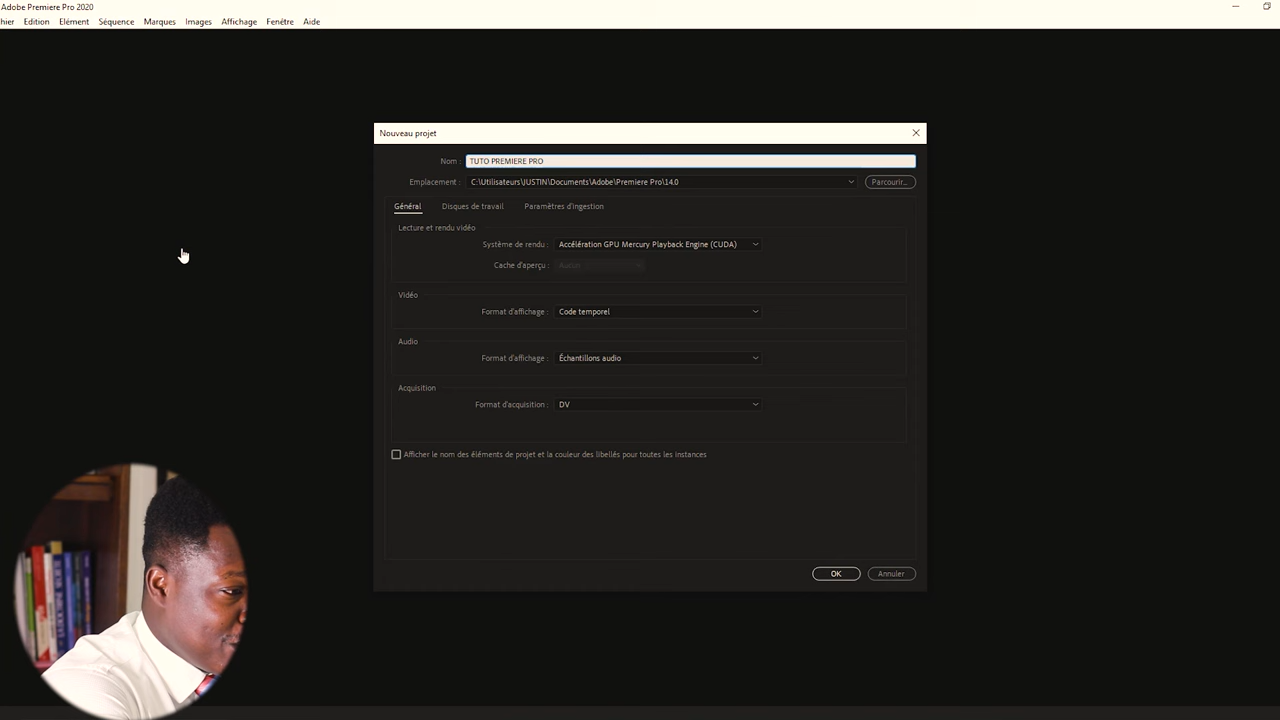 Adobe Premiere Pro 2020
hier Edition Elément Séquence Marques Images Affichage Fenêtre Aide
Nouveau projet
Nom : TUTO PREMIERE PRO
Emplacement : C:\Utilisateurs\JUSTIN\Documents\Adobe\Premiere Pro\14.0 Parcourir...
Général Disques de travail Paramètres d'ingestion
Lecture et rendu vidéo
Système de rendu : Accélération GPU Mercury Playback Engine (CUDA)
Cache d'aperçu :
Vidéo
Format d'affichage : Code temporel
Audio
Format d'affichage : Échantillons audio
Acquisition
Format d'acquisition : DV
Afficher le nom des éléments de projet et la couleur des libellés pour toutes les instances
OK Annuler